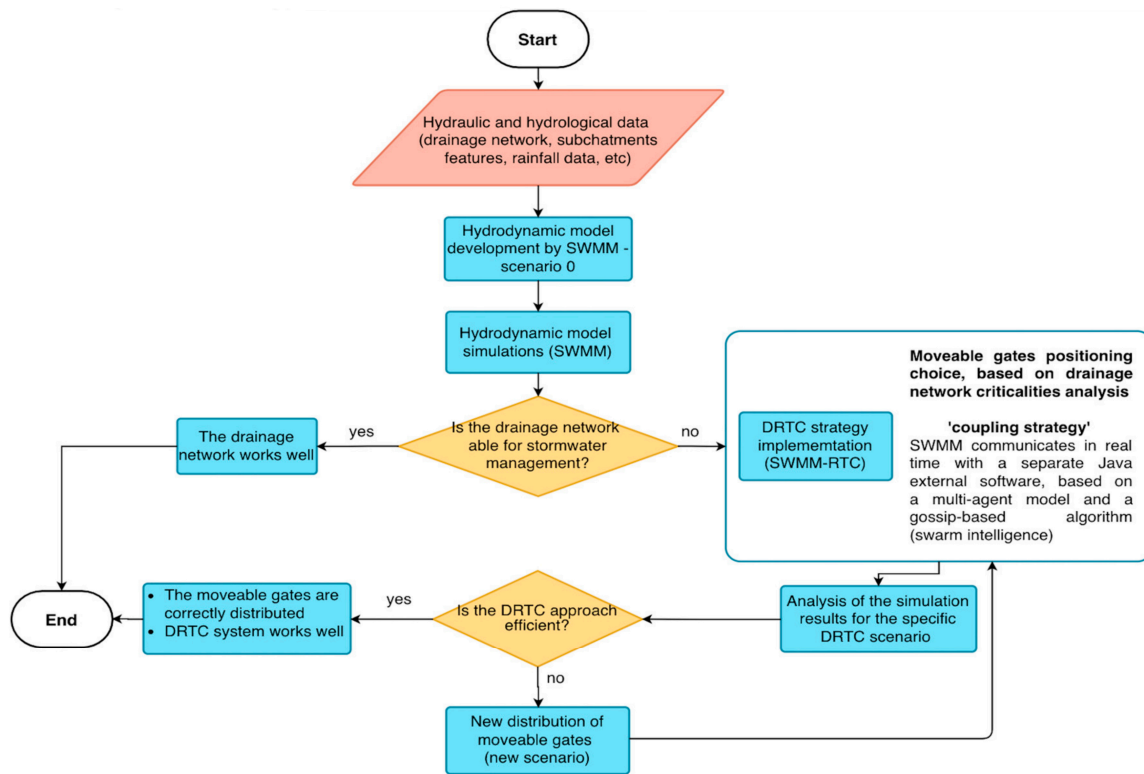 Start
Hydraulic and hydrological data
(drainage network, subchatments
features, rainfall data, etc)
Hydrodynamic model
development by SWMM -
scenario 0
Hydrodynamic model
simulations (SWMM)
Is the drainage network
able for stormwater
management?
yes
no
The drainage
network works well
Moveable gates positioning
choice, based on drainage
network criticalities analysis
DRTC strategy
implememtation
(SWMM-RTC)
'coupling strategy'
SWMM communicates in real
time with a separate Java
external software, based on
a multi-agent model and a
gossip-based algorithm
(swarm intelligence)
Analysis of the simulation
results for the specific
DRTC scenario
Is the DRTC approach
efficient?
yes
no
• The moveable gates are
correctly distributed
• DRTC system works well
End
New distribution of
moveable gates
(new scenario)